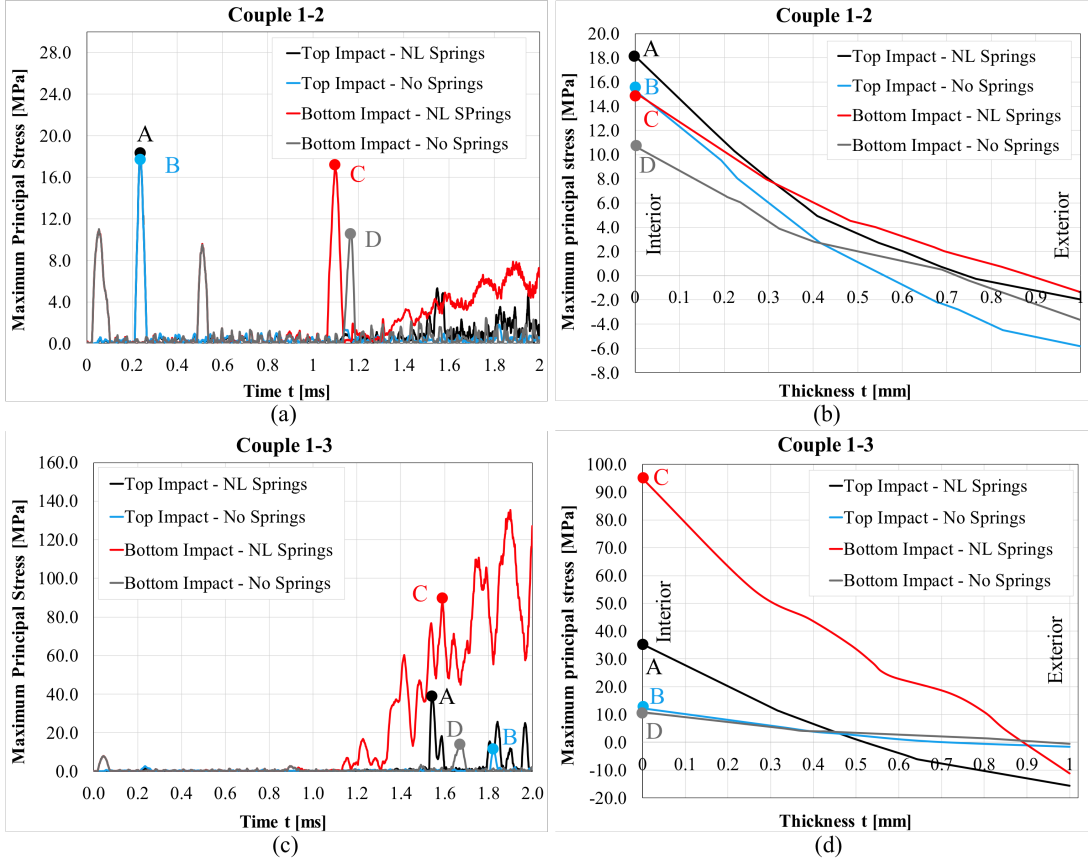 Couple 1-2
Maximum Principal Stress [MPa]
28.0
24.0
20.0
16.0
12.0
8.0
4.0
0.0
Top Impact - NL Springs
Top Impact - No Springs
Bottom Impact - NL SPrings
Bottom Impact - No Springs
A
B
C
D
0 0.2 0.4 0.6 0.8 1 1.2 1.4 1.6 1.8 2
Time t [ms]
(a)
Couple 1-2
Maximum principal stress [MPa]
20.0
18.0
16.0
14.0
12.0
10.0
8.0
6.0
4.0
2.0
0.0
-2.0
-4.0
-6.0
-8.0
Top Impact - NL Springs
Top Impact - No Springs
Bottom Impact - NL Springs
Bottom Impact - No Springs
A
B
C
D
Interior
Exterior
0 0.1 0.2 0.3 0.4 0.5 0.6 0.7 0.8 0.9 1
Thickness t [mm]
(b)
Couple 1-3
Maximum Principal Stress [MPa]
160.0
140.0
120.0
100.0
80.0
60.0
40.0
20.0
0.0
Top Impact - NL Springs
Top Impact - No Springs
Bottom Impact - NL Springs
Bottom Impact - No Springs
C
A
D
B
0.0 0.2 0.4 0.6 0.8 1.0 1.2 1.4 1.6 1.8 2.0
Time t [ms]
(c)
Couple 1-3
Maximum principal stress [MPa]
100.0
90.0
80.0
70.0
60.0
50.0
40.0
30.0
20.0
10.0
0.0
-10.0
-20.0
Top Impact - NL Springs
Top Impact - No Springs
Bottom Impact - NL Springs
Bottom Impact - No Springs
C
A
B
D
Interior
Exterior
0 0.1 0.2 0.3 0.4 0.5 0.6 0.7 0.8 0.9 1
Thickness t [mm]
(d)